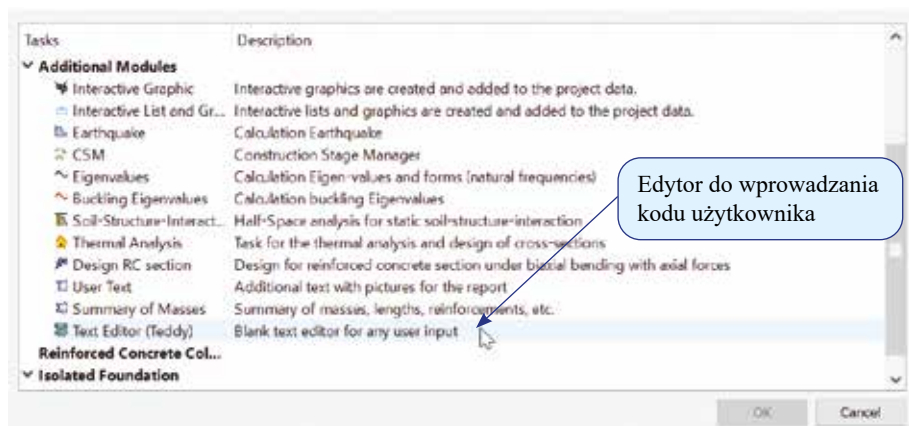 Tasks Description
Additional Modules
Interactive Graphic Interactive graphics are created and added to the project data.
Interactive List and Gr... Interactive lists and graphics are created and added to the project data.
Earthquake Calculation Earthquake
CSM Construction Stage Manager
Eigenvalues Calculation Eigen-values and forms (natural frequencies)
Buckling Eigenvalues Calculation buckling Eigenvalues
Edytor do wprowadzania
kodu użytkownika
Soil-Structure-Interact... Half-Space analysis for static soil-structure-interaction
Thermal Analysis Task for the thermal analysis and design of cross-sections
Design RC section Design for reinforced concrete section under biaxial bending with axial forces
User Text Additional text with pictures for the report
Summary of Masses Summary of masses, lengths, reinforcements, etc.
Text Editor (Teddy) Blank text editor for any user input
Reinforced Concrete Col...
Isolated Foundation
OK Cancel